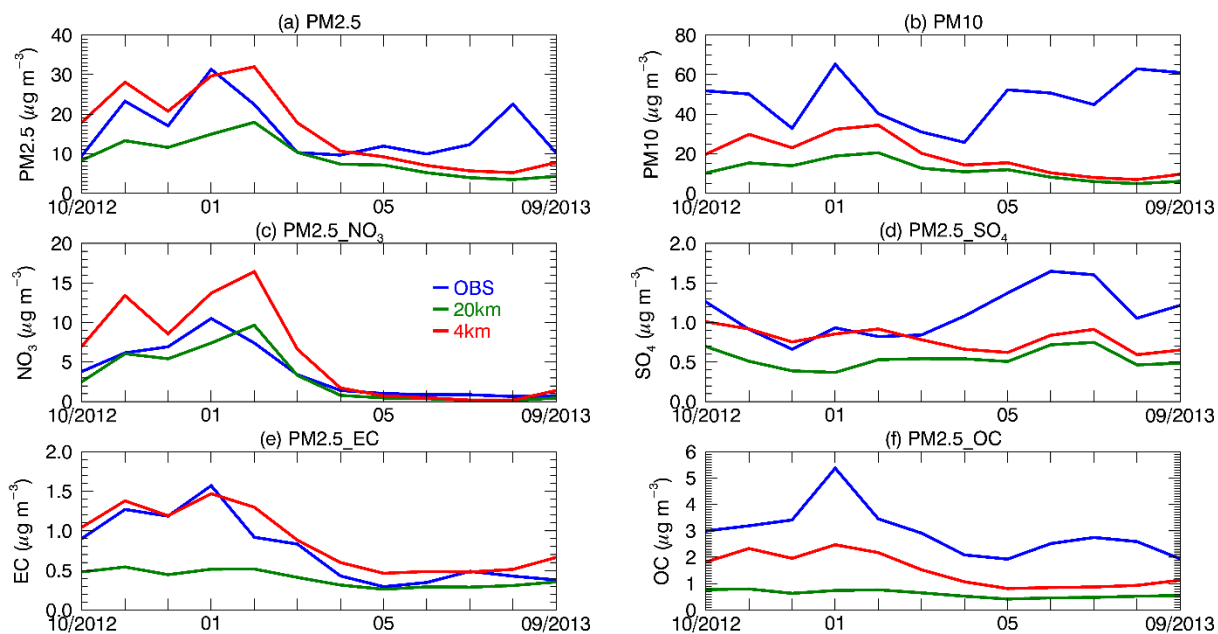 (a) PM2.5
PM2.5 (μg m⁻³)
40
30
20
10
0
10/2012 01 05 09/2013
(b) PM10
PM10 (μg m⁻³)
80
60
40
20
0
10/2012 01 05 09/2013
(c) PM2.5_NO₃
NO₃ (μg m⁻³)
20
15
10
5
0
OBS
20km
4km
10/2012 01 05 09/2013
(d) PM2.5_SO₄
SO₄ (μg m⁻³)
2.0
1.5
1.0
0.5
0.0
10/2012 01 05 09/2013
(e) PM2.5_EC
EC (μg m⁻³)
2.0
1.5
1.0
0.5
0.0
10/2012 01 05 09/2013
(f) PM2.5_OC
OC (μg m⁻³)
6
5
4
3
2
1
0
10/2012 01 05 09/2013